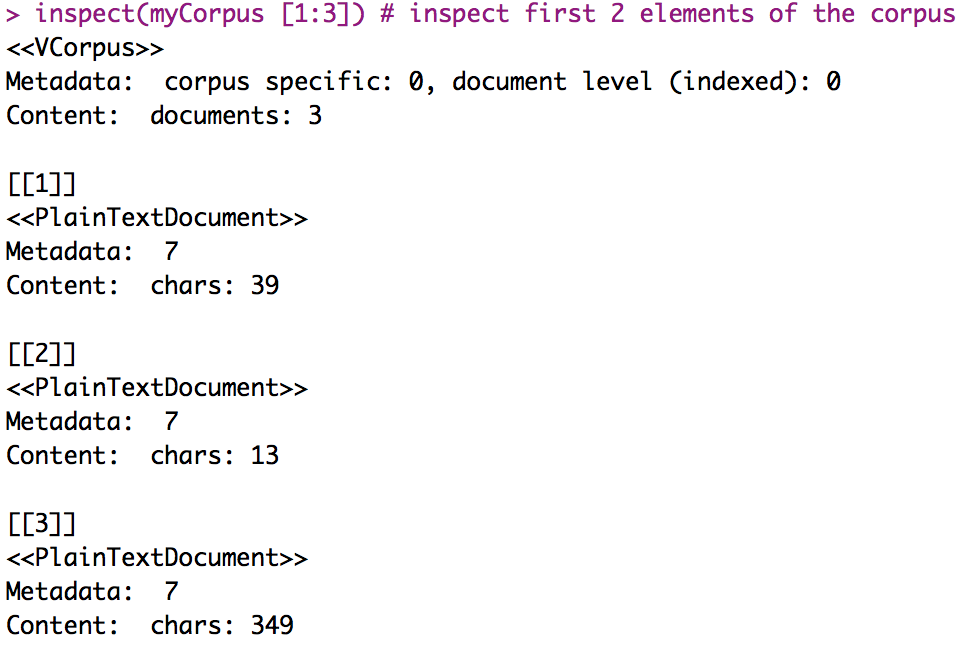 > inspect(myCorpus [1:3]) # inspect first 2 elements of the corpus
<<VCorpus>>
Metadata:  corpus specific: 0, document level (indexed): 0
Content:  documents: 3

[[1]]
<<PlainTextDocument>>
Metadata:  7
Content:  chars: 39

[[2]]
<<PlainTextDocument>>
Metadata:  7
Content:  chars: 13

[[3]]
<<PlainTextDocument>>
Metadata:  7
Content:  chars: 349